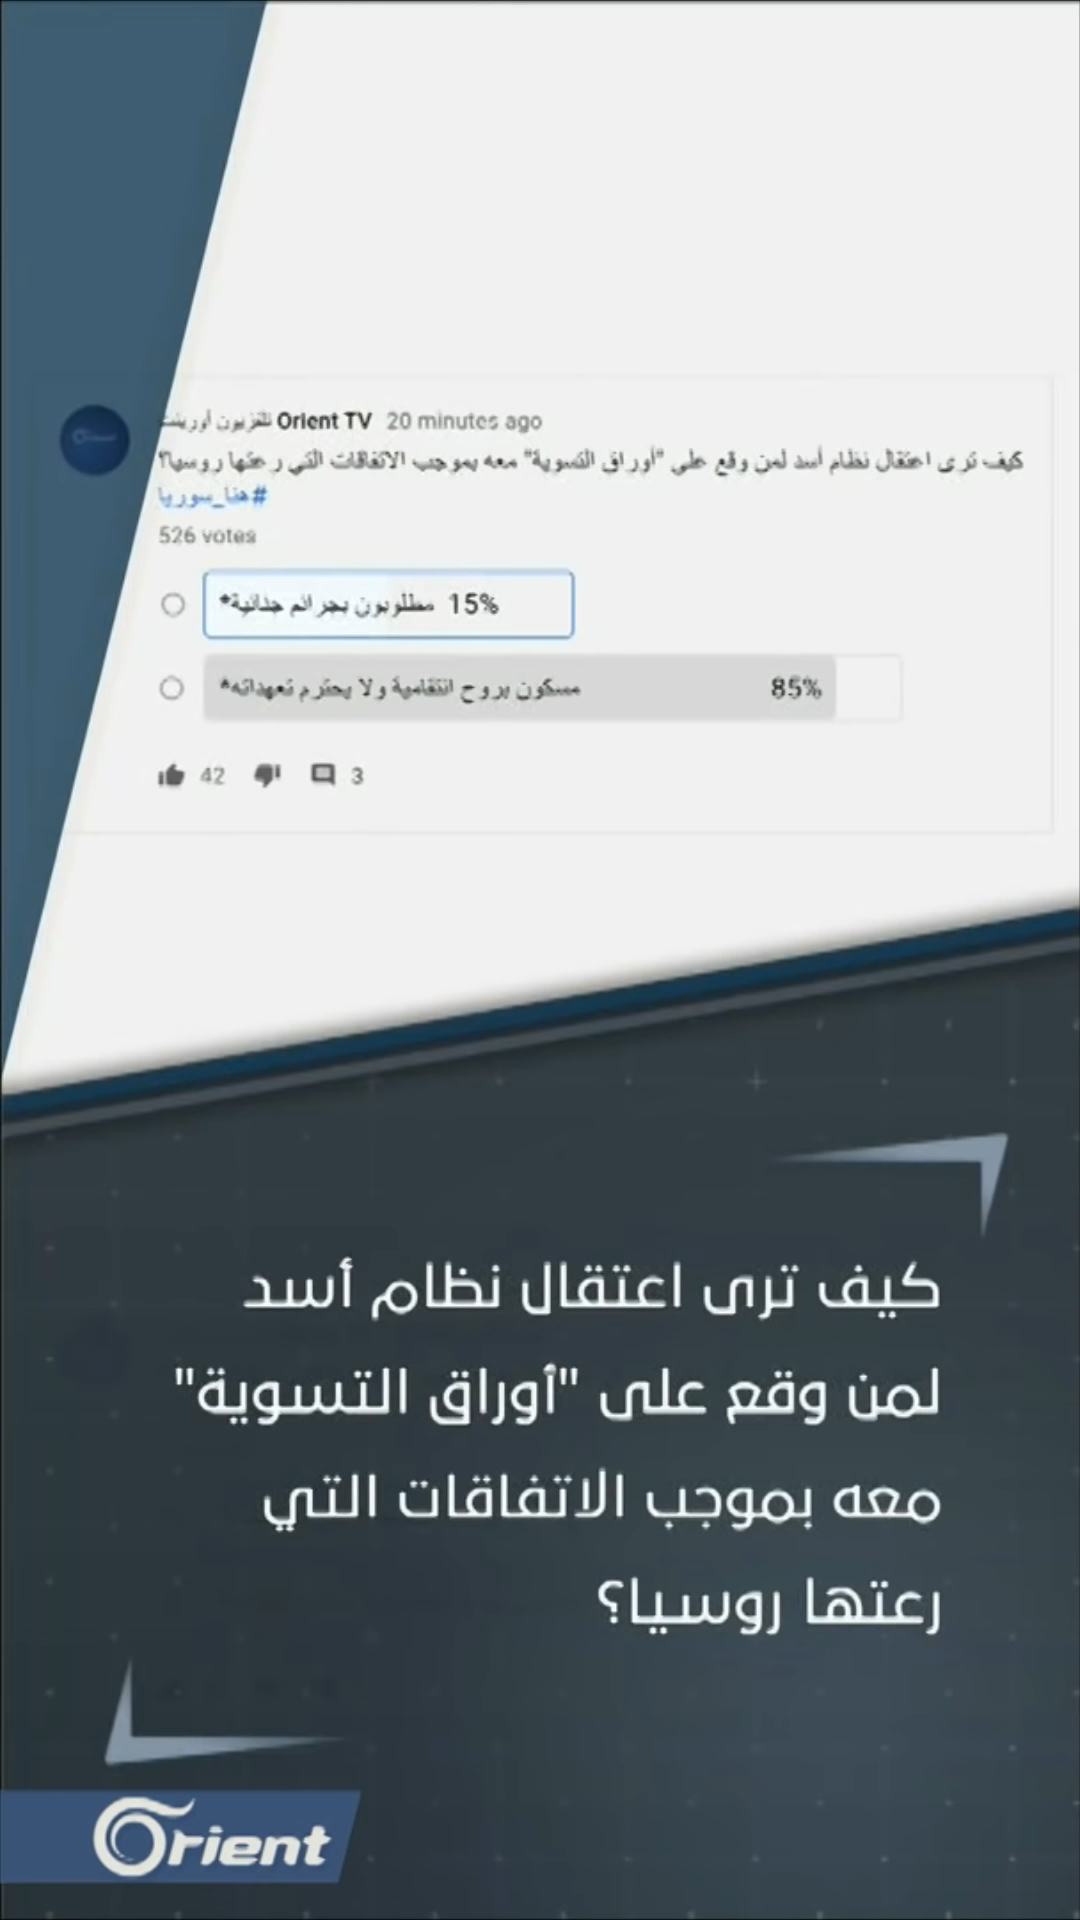 تلفزيون أورينت Orient TV 20 minutes ago
كيف ترى اعتقال نظام أسد لمن وقع على "أوراق التسوية" معه بموجب الاتفاقات التي رعتها روسيا؟
#هنا_سوريا
526 votes
مطلوبون بجرائم جنائية* 15%
مسكون بروح انتقامية ولا يحترم تعهداته* 85%
42 3
كيف ترى اعتقال نظام أسد
لمن وقع على "أوراق التسوية"
معه بموجب الاتفاقات التي
رعتها روسيا؟
Orient